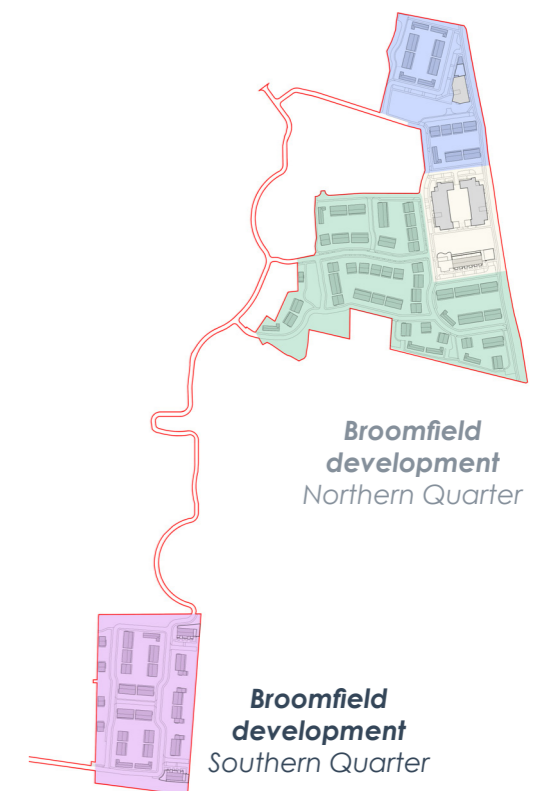 Broomfield
development
Northern Quarter
Broomfield
development
Southern Quarter